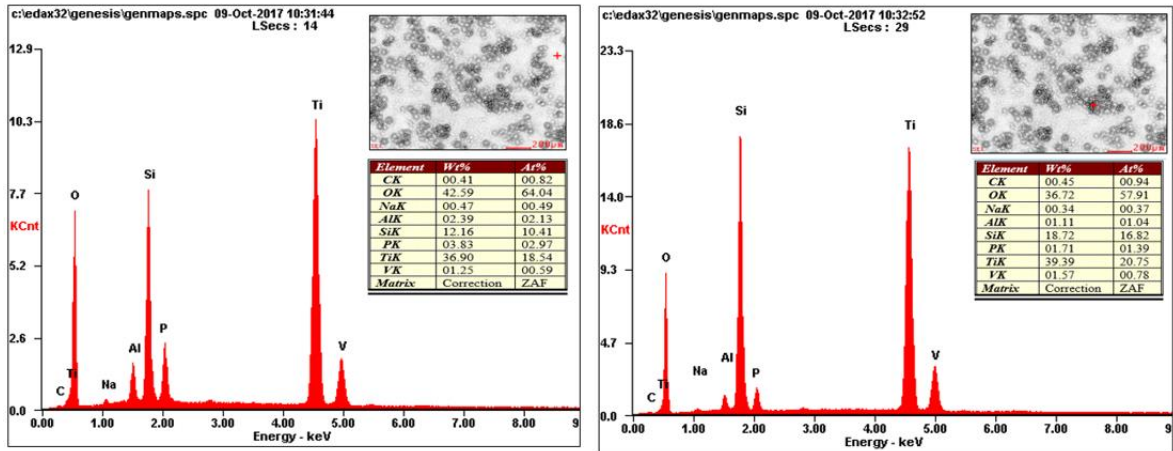 c:\edax32\genesis\genmaps.spc 09-Oct-2017 10:31:44
LSecs : 14
12.9
10.3
7.7
KCnt
5.2
2.6
0.0
O
Si
Ti
Al
P
V
C
Ti
Na
0.00 1.00 2.00 3.00 4.00 5.00 6.00 7.00 8.00 9
Energy - keV
200µm
Element Wt% At%
CK 00.41 00.82
OK 42.59 64.04
NaK 00.47 00.49
AlK 02.39 02.13
SiK 12.16 10.41
PK 03.83 02.97
TiK 36.90 18.54
VK 01.25 00.59
Matrix Correction ZAF
c:\edax32\genesis\genmaps.spc 09-Oct-2017 10:32:52
LSecs : 29
23.3
18.6
14.0
KCnt
9.3
4.7
0.0
Si
Ti
O
V
Al
P
Na
Ti
C
0.00 1.00 2.00 3.00 4.00 5.00 6.00 7.00 8.00 9
Energy - keV
200µm
Element Wt% At%
CK 00.45 00.94
OK 36.72 57.91
NaK 00.34 00.37
AlK 01.11 01.04
SiK 18.72 16.82
PK 01.71 01.39
TiK 39.39 20.75
VK 01.57 00.78
Matrix Correction ZAF